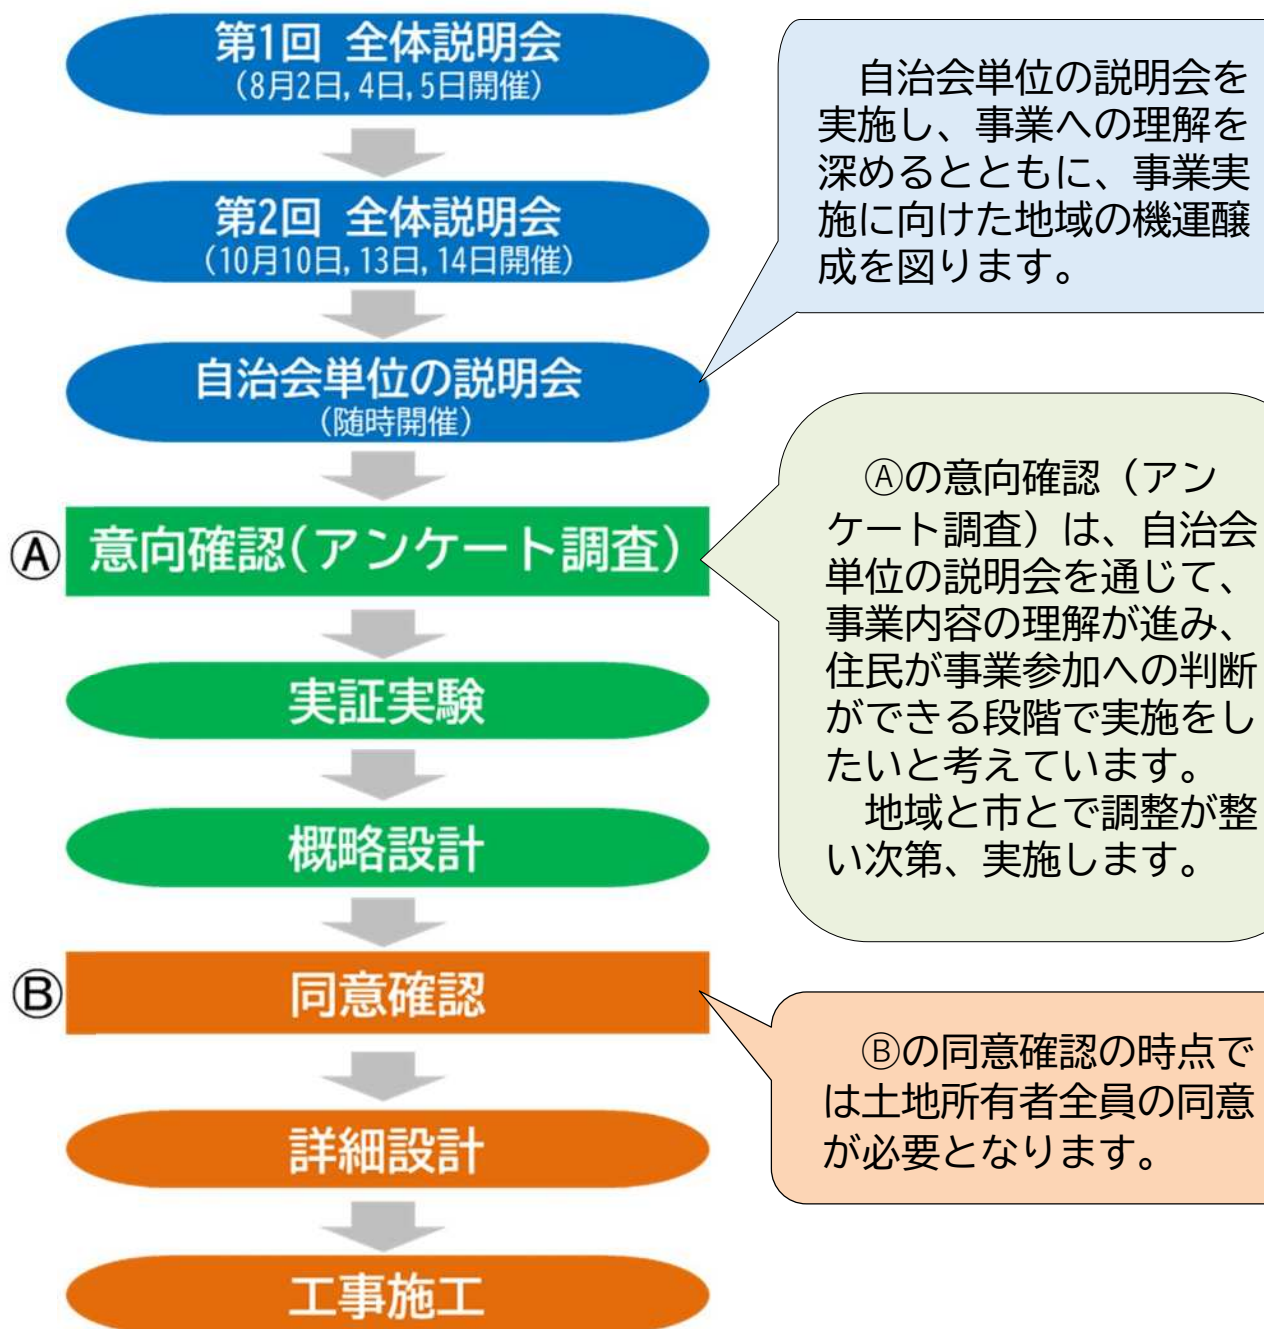 第1回 全体説明会
(8月2日,4日,5日開催)
第2回 全体説明会
(10月10日,13日,14日開催)
自治会単位の説明会
(随時開催)
Ⓐ 意向確認(アンケート調査)
実証実験
概略設計
Ⓑ 同意確認
詳細設計
工事施工
自治会単位の説明会を
実施し、事業への理解を
深めるとともに、事業実
施に向けた地域の機運醸
成を図ります。
Ⓐの意向確認（アン
ケート調査）は、自治会
単位の説明会を通じて、
事業内容の理解が進み、
住民が事業参加への判断
ができる段階で実施をし
たいと考えています。
地域と市とで調整が整
い次第、実施します。
Ⓑの同意確認の時点で
は土地所有者全員の同意
が必要となります。